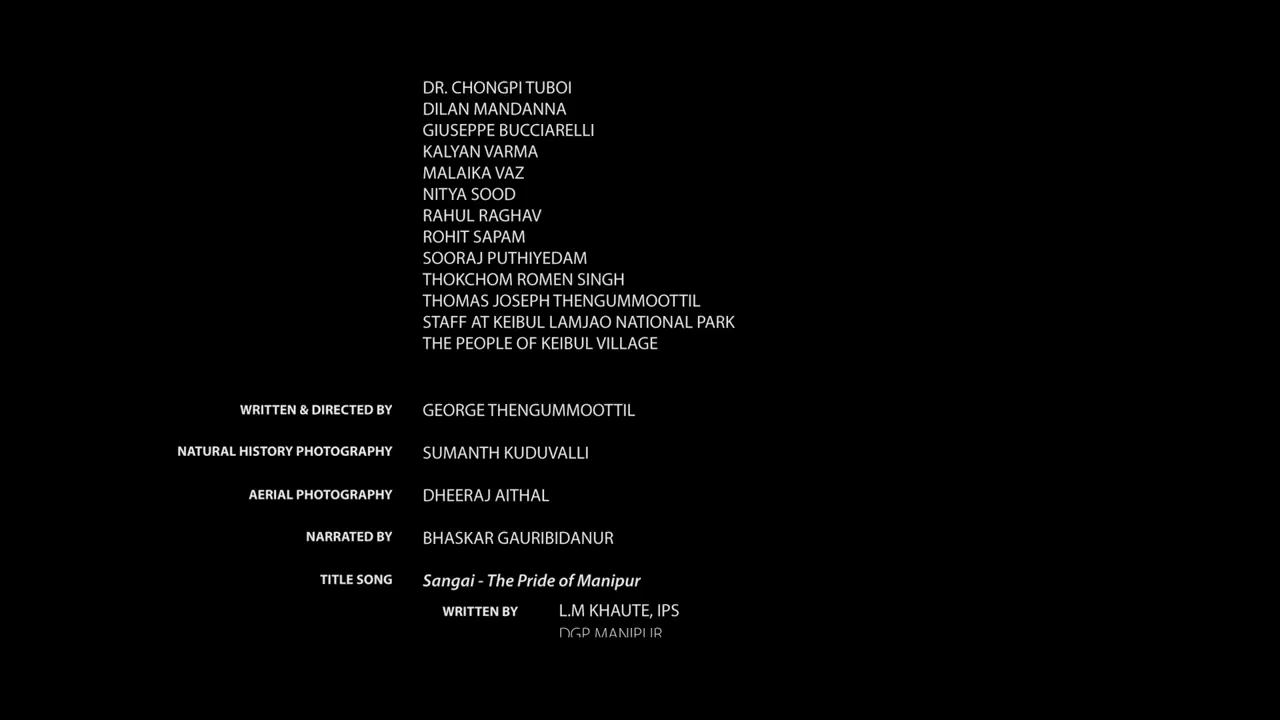 DR. CHONGPI TUBOI
DILAN MANDANNA
GIUSEPPE BUCCIARELLI
KALYAN VARMA
MALAIKA VAZ
NITYA SOOD
RAHUL RAGHAV
ROHIT SAPAM
SOORAJ PUTHIYEDAM
THOKCHOM ROMEN SINGH
THOMAS JOSEPH THENGUMMOOTTIL
STAFF AT KEIBUL LAMJAO NATIONAL PARK
THE PEOPLE OF KEIBUL VILLAGE
WRITTEN & DIRECTED BY GEORGE THENGUMMOOTTIL
NATURAL HISTORY PHOTOGRAPHY SUMANTH KUDUVALLI
AERIAL PHOTOGRAPHY DHEERAJ AITHAL
NARRATED BY BHASKAR GAURIBIDANUR
TITLE SONG Sangai - The Pride of Manipur
WRITTEN BY L.M KHAUTE, IPS
DGP MANIPUR